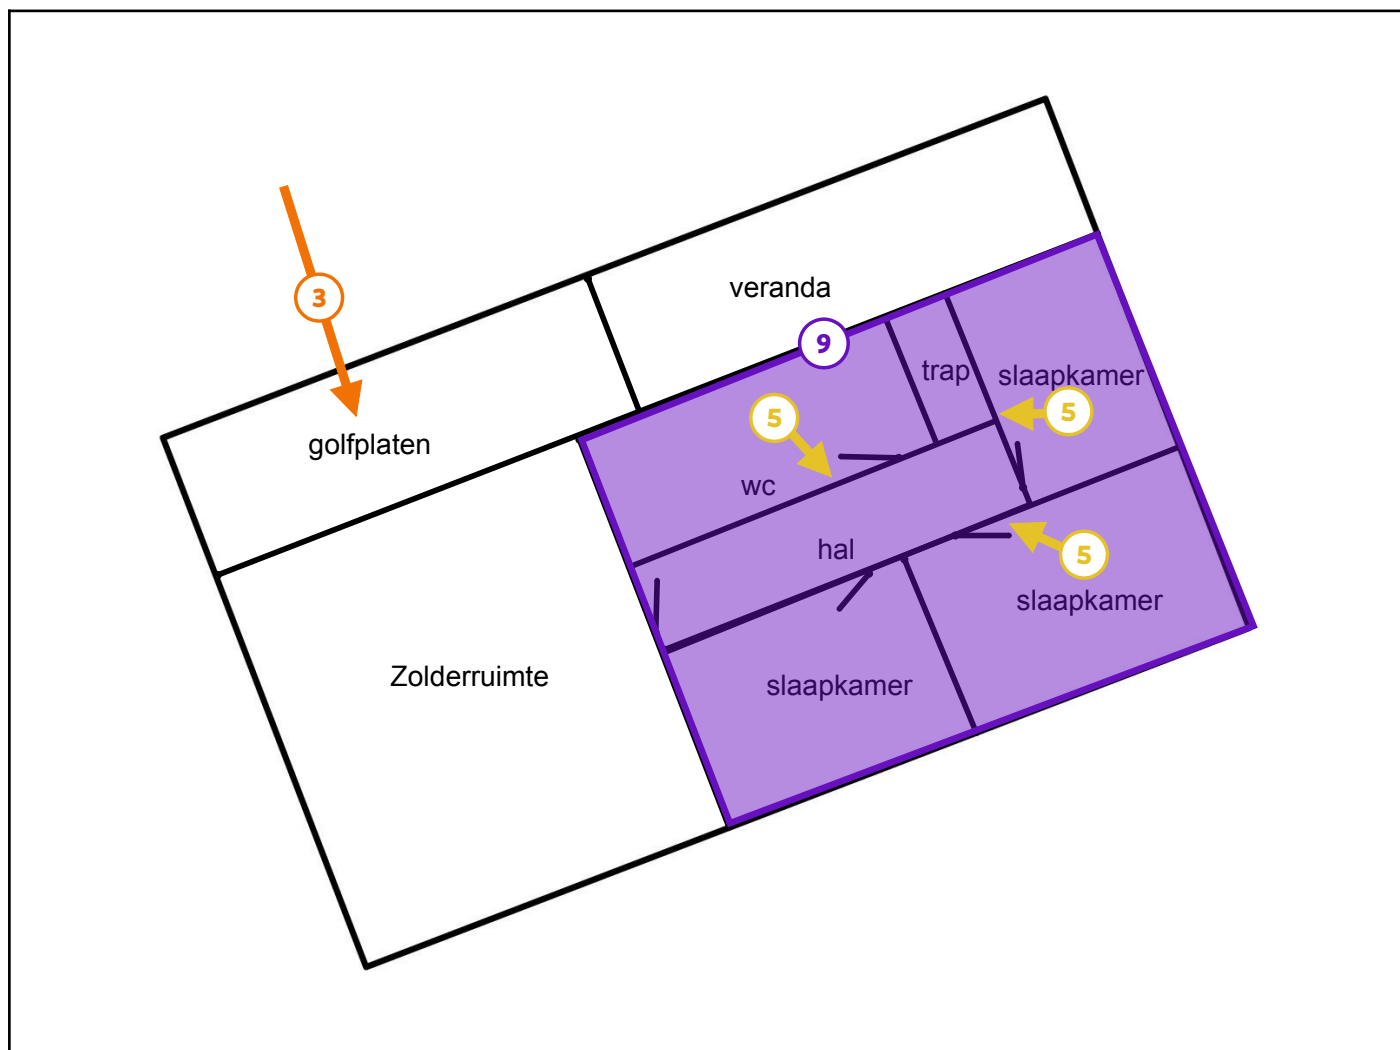 3
veranda
9
trap
slaapkamer
5
5
golfplaten
wc
hal
5
slaapkamer
Zolderruimte
slaapkamer